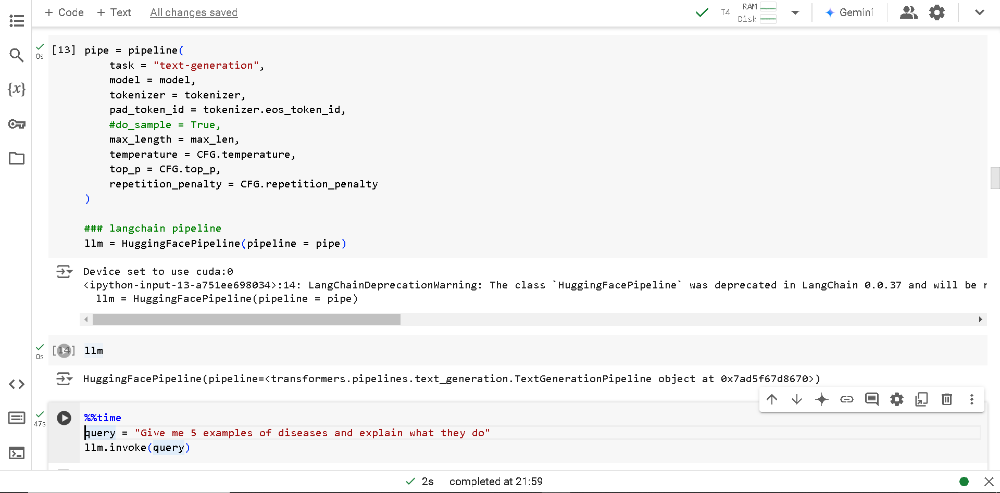 + Code + Text All changes saved
T4 RAM Disk Gemini
{x}
0s [13] pipe = pipeline(
    task = "text-generation",
    model = model,
    tokenizer = tokenizer,
    pad_token_id = tokenizer.eos_token_id,
    #do_sample = True,
    max_length = max_len,
    temperature = CFG.temperature,
    top_p = CFG.top_p,
    repetition_penalty = CFG.repetition_penalty
)
### langchain pipeline
llm = HuggingFacePipeline(pipeline = pipe)
Device set to use cuda:0
<ipython-input-13-a751ee698034>:14: LangChainDeprecationWarning: The class `HuggingFacePipeline` was deprecated in LangChain 0.0.37 and will be r
  llm = HuggingFacePipeline(pipeline = pipe)
0s [14] llm
HuggingFacePipeline(pipeline=<transformers.pipelines.text_generation.TextGenerationPipeline object at 0x7ad5f67d8670>)
47s %%time
query = "Give me 5 examples of diseases and explain what they do"
llm.invoke(query)
2s completed at 21:59